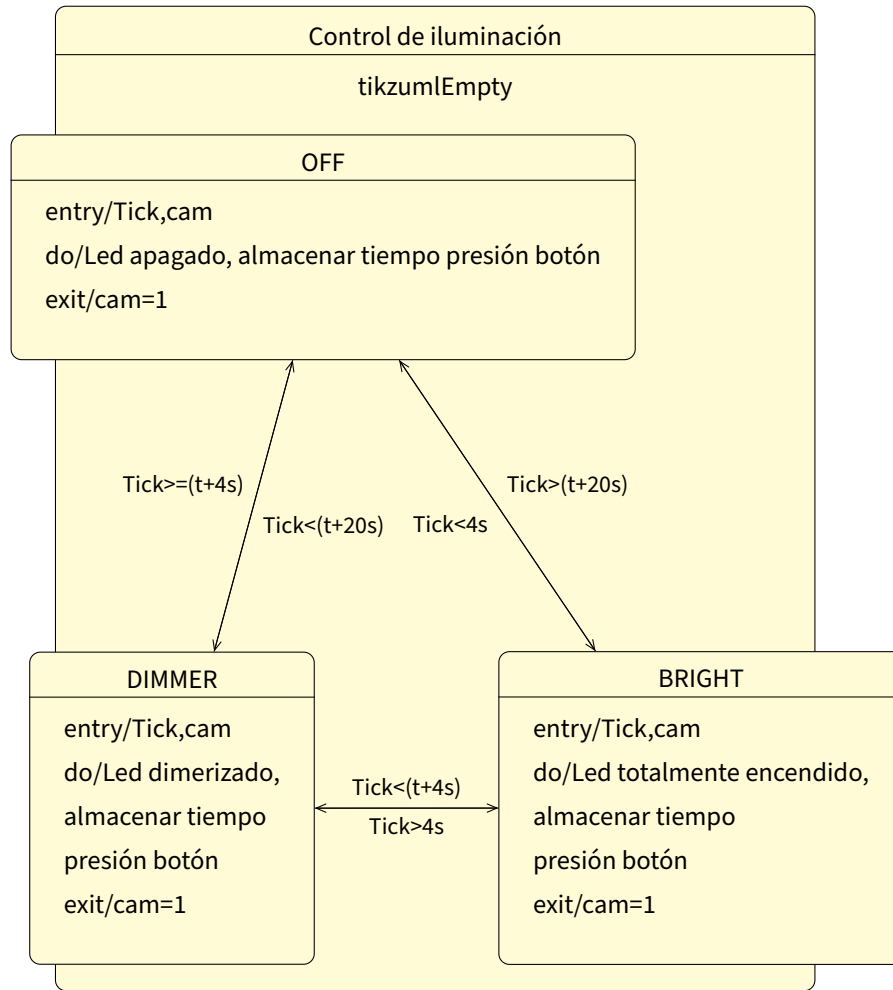 Control de iluminación
tikzumlEmpty
OFF
entry/Tick,cam
do/Led apagado, almacenar tiempo presión botón
exit/cam=1
Tick>=(t+4s)
Tick<(t+20s)
Tick>(t+20s)
Tick<4s
DIMMER
entry/Tick,cam
do/Led dimerizado,
almacenar tiempo
presión botón
exit/cam=1
Tick<(t+4s)
Tick>4s
BRIGHT
entry/Tick,cam
do/Led totalmente encendido,
almacenar tiempo
presión botón
exit/cam=1